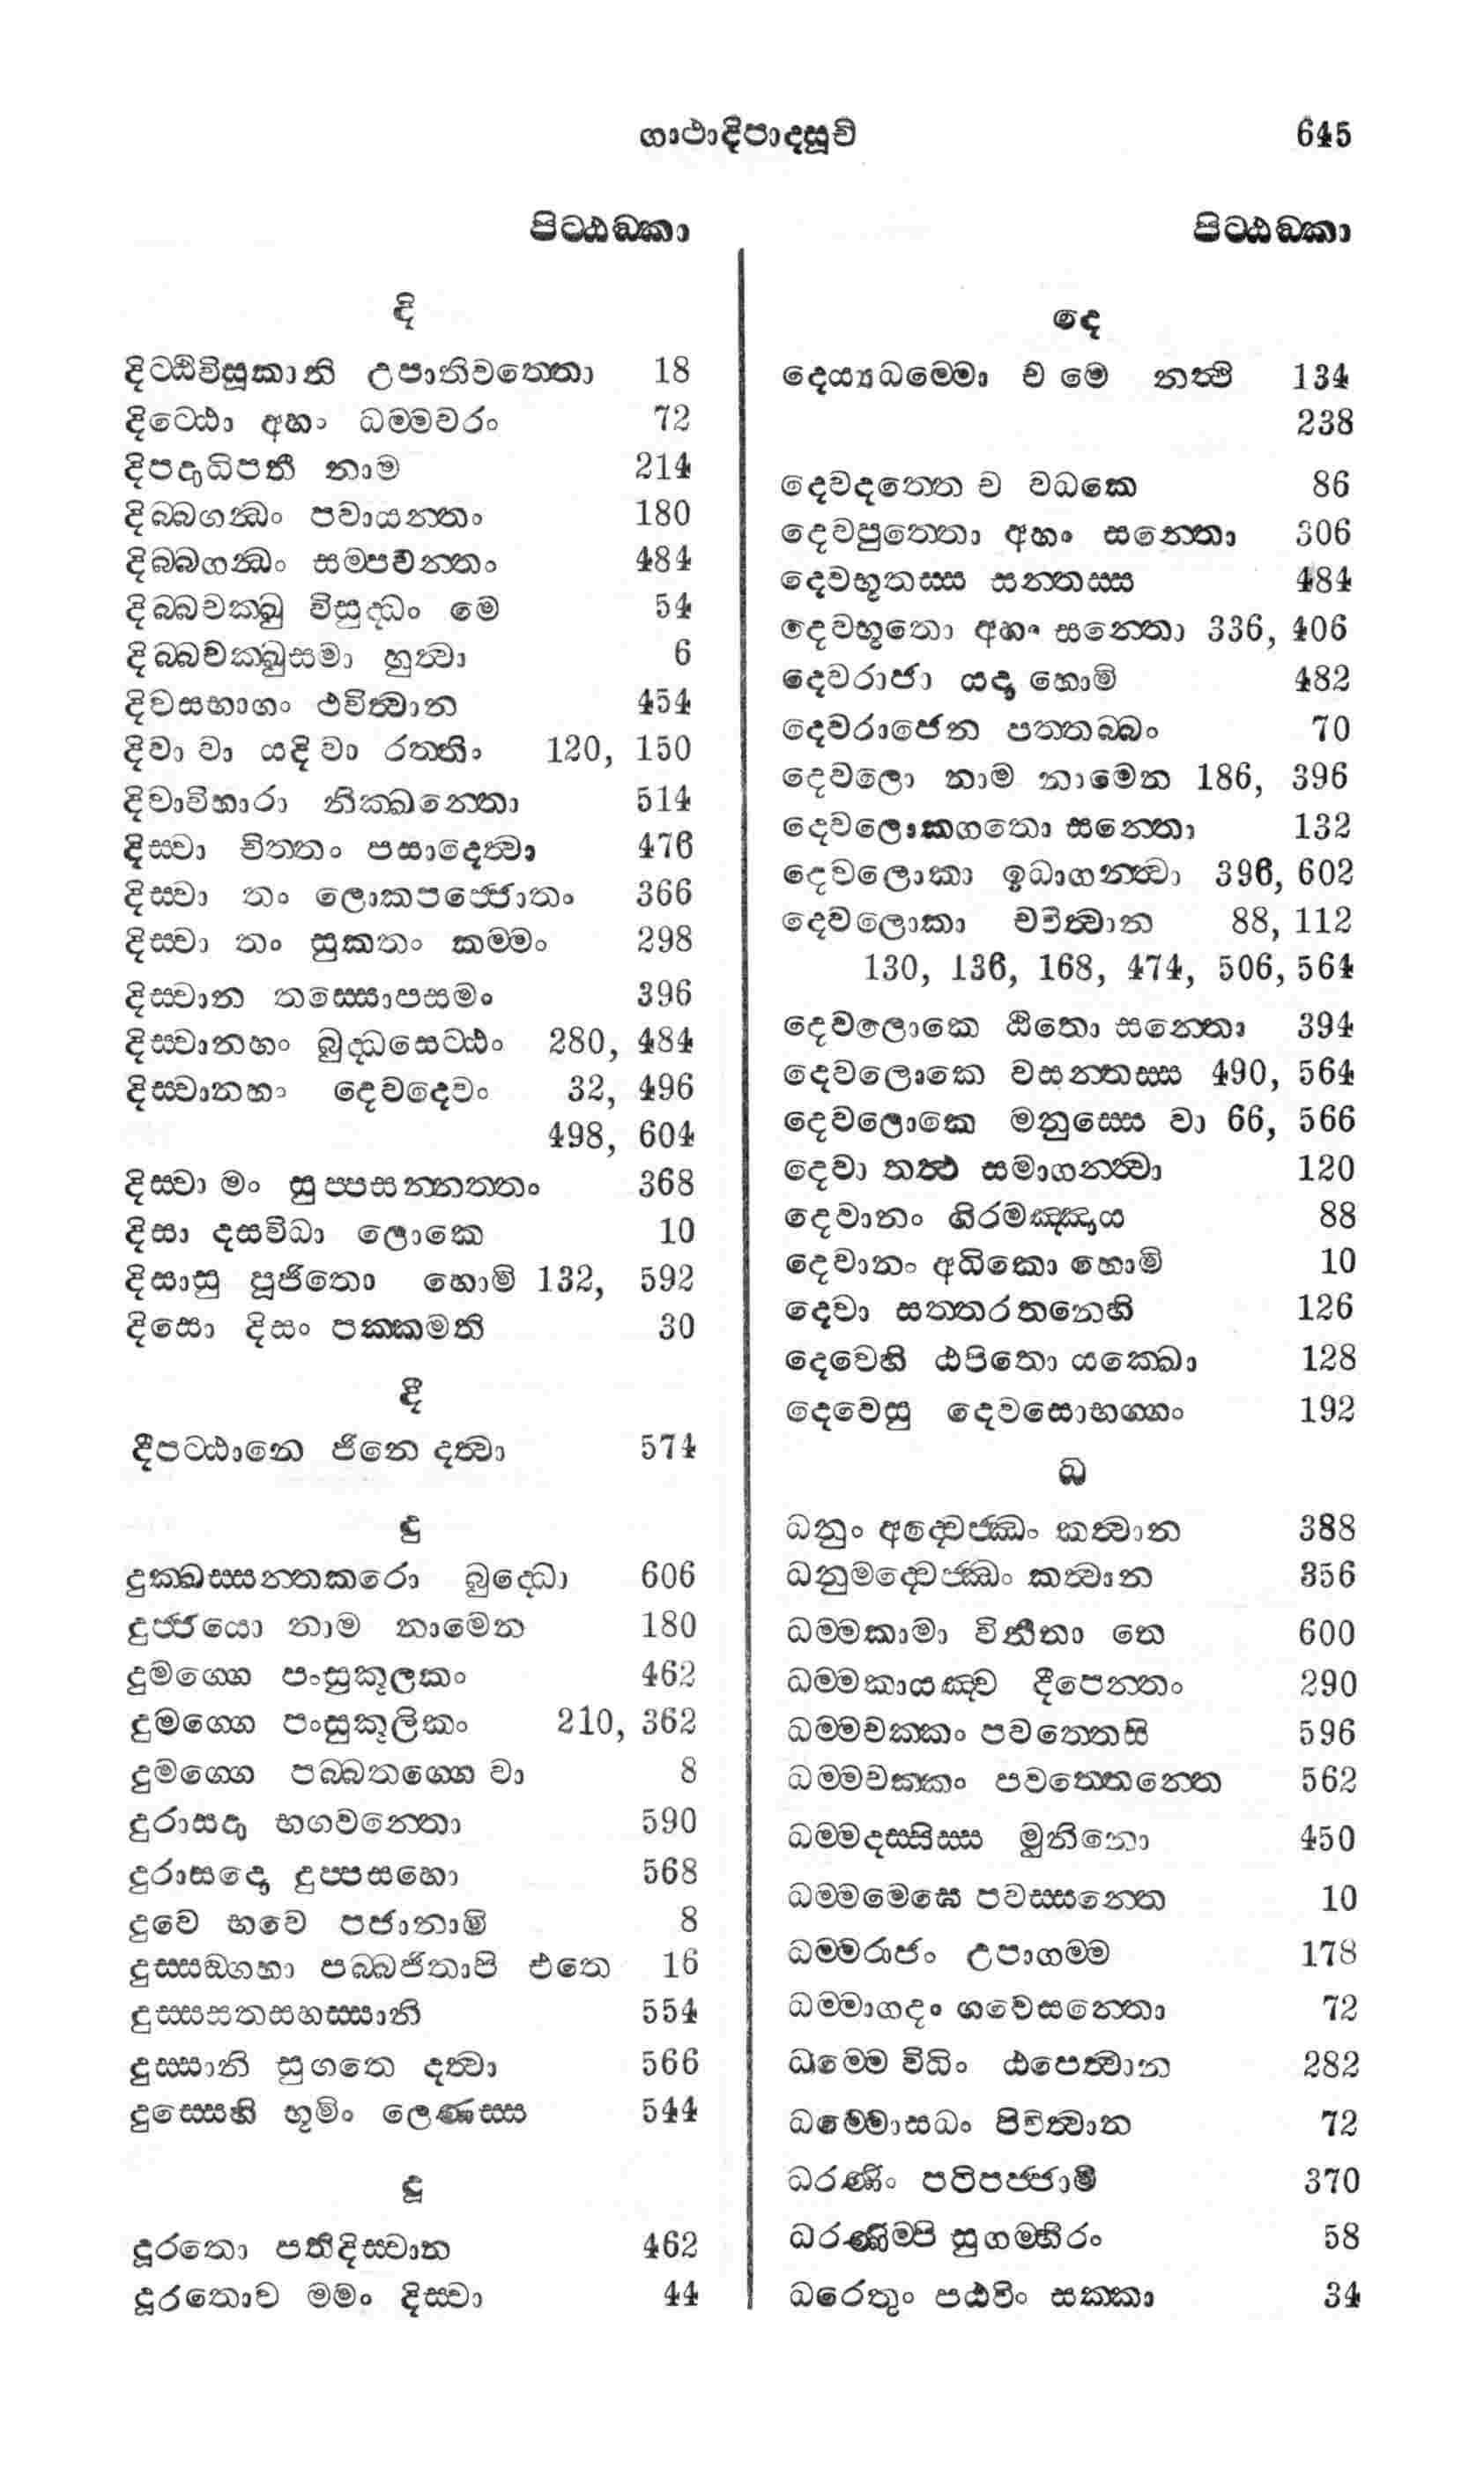 ගාථාදිපාදසූචි 645
පිට්ඨඞ්කා
දි
දිට්ඨිවිසූකානි උපාතිවත්තො 18
දිට්ඨො අහං ධම්මවරං 72
දිපදාධිපතී නාම 214
දිබ්බගන්ධං පවායන්තං 180
දිබ්බගන්ධං සම්පවන්තං 484
දිබ්බචක්ඛු විසුද්ධං මෙ 54
දිබ්බචක්ඛුසමා හුත්වා 6
දිවසභාගං ථවිත්වාන 454
දිවා වා යදි වා රත්තිං 120, 150
දිවාවිහාරා නික්ඛන්තො 514
දිස්වා චිත්තං පසාදෙත්වා 476
දිස්වා තං ලොකපජ්ජොතං 366
දිස්වා තං සුකතං කම්මං 298
දිස්වාන තස්සොපසමං 396
දිස්වානහං බුද්ධසෙට්ඨං 280, 484
දිස්වානහං දෙවදෙවං 32, 496
498, 604
දිස්වා මං සුප්පසන්නත්තං 368
දිසා දසවිධා ලොකෙ 10
දිසාසු පූජිතො හොමි 132, 592
දිසො දිසං පක්කමති 30
දී
දීපට්ඨානෙ ජිනෙ දත්වා 574
දු
දුක්ඛස්සන්තකරො බුද්ධො 606
දුජ්ජයො නාම නාමෙන 180
දුමග්ගෙ පංසුකූලකං 462
දුමග්ගෙ පංසුකූලිකං 210, 362
දුමග්ගෙ පබ්බතග්ගෙ වා 8
දුරාසදා භගවන්තො 590
දුරාසදො දුප්පසහො 568
දුවෙ භවෙ පජානාමි 8
දුස්සඞ්ගහා පබ්බජිතාපි එතෙ 16
දුස්සසතසහස්සානි 554
දුස්සානි සුගතෙ දත්වා 566
දුස්සෙහි භූමිං ලෙණස්ස 544
දූ
දූරතො පතිදිස්වාන 462
දූරතොව මමං දිස්වා 44
පිට්ඨඞ්කා
දෙ
දෙය්‍යධම්මො ච මෙ නත්ථි 134
238
දෙවදත්තෙ ච වධකෙ 86
දෙවපුත්තො අහං සන්තො 306
දෙවභූතස්ස සන්තස්ස 484
දෙවභූතො අහං සන්තො 336, 406
දෙවරාජා යදා හොමි 482
දෙවරාජෙන පත්තබ්බං 70
දෙවලො නාම නාමෙන 186, 396
දෙවලොකගතො සන්තො 132
දෙවලොකා ඉධාගන්ත්වා 396, 602
දෙවලොකා චවිත්වාන 88, 112
130, 136, 168, 474, 506, 564
දෙවලොකෙ ඨිතො සන්තො 394
දෙවලොකෙ වසන්තස්ස 490, 564
දෙවලොකෙ මනුස්සෙ වා 66, 566
දෙවා තත්ථ සමාගන්ත්වා 120
දෙවානං ගිරමඤ්ඤාය 88
දෙවානං අධිකො හොමි 10
දෙවා සත්තරතනෙහි 126
දෙවෙහි ඨපිතො යක්ඛො 128
දෙවෙසු දෙවසොභග්ගං 192
ධ
ධනුං අද්වෙජ්ඣං කත්වාන 388
ධනුමද්වෙජ්ඣං කත්වාන 356
ධම්මකාමා විනීතා තෙ 600
ධම්මකායඤ්ච දීපෙන්තං 290
ධම්මචක්කං පවත්තෙසි 596
ධම්මචක්කං පවත්තෙන්තෙ 562
ධම්මදස්සිස්ස මුනිනො 450
ධම්මමෙඝෙ පවස්සන්තෙ 10
ධම්මරාජං උපාගම්ම 178
ධම්මාගදං ගවෙසන්තො 72
ධම්මෙ විධිං ඨපෙත්වාන 282
ධම්මොසධං පිවිත්වාන 72
ධරණිං පටිපජ්ජාමි 370
ධරණිම්පි සුගම්භිරං 58
ධරෙතුං පඨවිං සක්කා 34